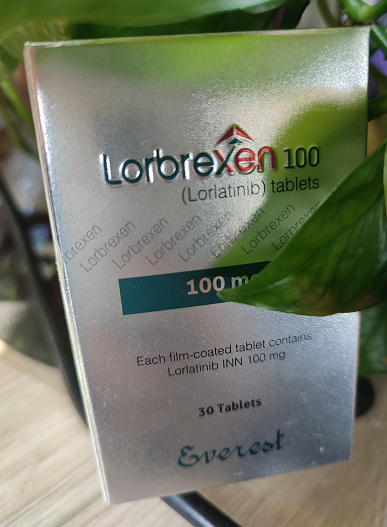 Lorbrexen 100
(Lorlatinib) tablets
Lorbrexen Lorbrexen Lorbrexen Lorbrexen Lorbrexen
100
Each film-coated tablet contains
Lorlatinib INN 100 mg
30 Tablets
Everest